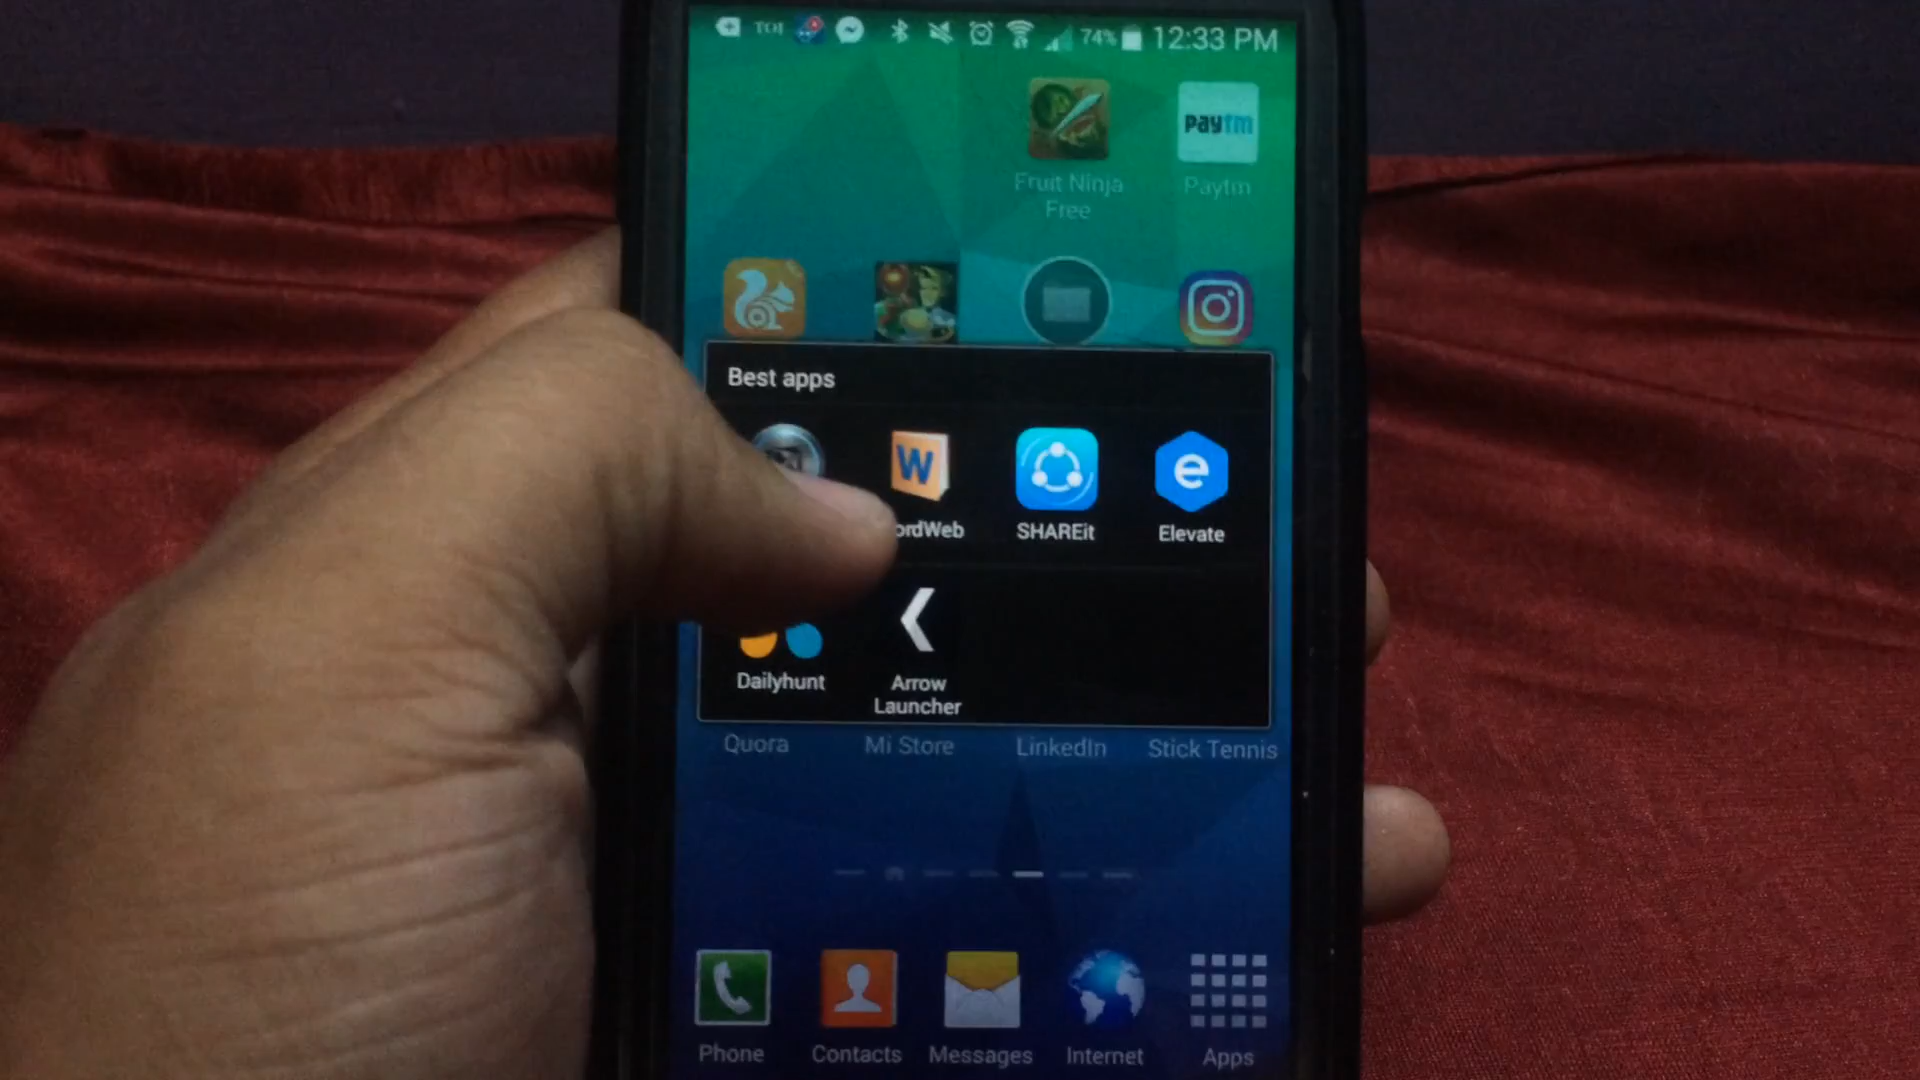 TOI 74% 12:33 PM
paytm
Fruit Ninja
Free
Paytm
Best apps
W
e
ordWeb
SHAREit
Elevate
Dailyhunt
Arrow
Launcher
Quora
Mi Store
LinkedIn
Stick Tennis
Phone
Contacts
Messages
Internet
Apps